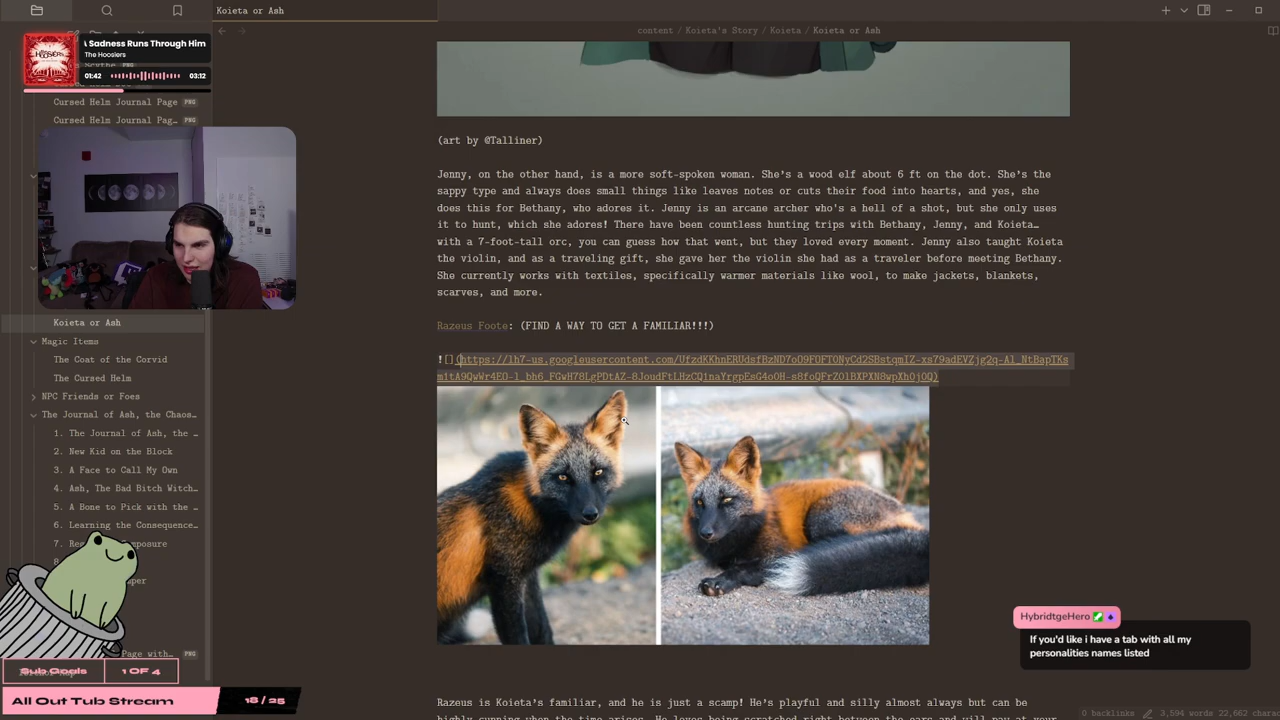 Koieta or Ash
A Sadness Runs Through Him
The Hoosiers
01:42
03:12
Cursed Helm Journal Page PNG
Cursed Helm Journal Pag… PNG
Koieta or Ash
Magic Items
The Coat of the Corvid
The Cursed Helm
NPC Friends or Foes
The Journal of Ash, the Chaos…
1. The Journal of Ash, the …
2. New Kid on the Block
3. A Face to Call My Own
4. Ash, The Bad Bitch Witch…
5. A Bone to Pick with the …
6. Learning the Consequence…
Page with… PNG
Sub Goals
1 OF 4
All Out Tub Stream
18/25
content / Koieta's Story / Koieta / Koieta or Ash
(art by @Talliner)
Jenny, on the other hand, is a more soft-spoken woman. She's a wood elf about 6 ft on the dot. She's the
sappy type and always does small things like leaves notes or cuts their food into hearts, and yes, she
does this for Bethany, who adores it. Jenny is an arcane archer who's a hell of a shot, but she only uses
it to hunt, which she adores! There have been countless hunting trips with Bethany, Jenny, and Koieta…
with a 7-foot-tall orc, you can guess how that went, but they loved every moment. Jenny also taught Koieta
the violin, and as a traveling gift, she gave her the violin she had as a traveler before meeting Bethany.
She currently works with textiles, specifically warmer materials like wool, to make jackets, blankets,
scarves, and more.
Razeus Foote: (FIND A WAY TO GET A FAMILIAR!!!)
Razeus is Koieta's familiar, and he is just a scamp! He's playful and silly almost always but can be
HybridtgeHero
If you'd like i have a tab with all my
personalities names listed
0 backlinks
3,594 words